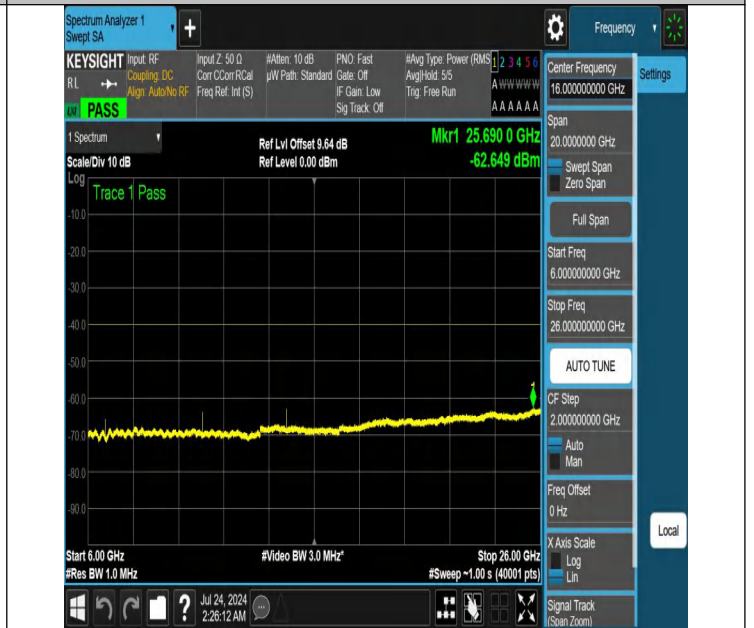 Spectrum Analyzer 1
Swept SA
+
Frequency
KEYSIGHT
RL
Input: RF
Coupling: DC
Align: Auto/No RF
Input Z: 50 Ω
Corr CCorr RCal
Freq Ref: Int (S)
#Atten: 10 dB
µW Path: Standard
PNO: Fast
Gate: Off
IF Gain: Low
Sig Track: Off
#Avg Type: Power (RMS
Avg|Hold: 5/5
Trig: Free Run
1 2 3 4 5 6
A W W W W W
A A A A A A
PASS
1 Spectrum
Scale/Div 10 dB
Ref Lvl Offset 9.64 dB
Ref Level 0.00 dBm
Mkr1 25.690 0 GHz
-62.649 dBm
Log
Trace 1 Pass
-10.0
-20.0
-30.0
-40.0
-50.0
-60.0
-70.0
-80.0
-90.0
1
Start 6.00 GHz
#Res BW 1.0 MHz
#Video BW 3.0 MHz*
Stop 26.00 GHz
#Sweep ~1.00 s (40001 pts)
Center Frequency
16.000000000 GHz
Settings
Span
20.0000000 GHz
Swept Span
Zero Span
Full Span
Start Freq
6.000000000 GHz
Stop Freq
26.000000000 GHz
AUTO TUNE
CF Step
2.000000000 GHz
Auto
Man
Freq Offset
0 Hz
X Axis Scale
Log
Lin
Local
Signal Track
(Span Zoom)
?
Jul 24, 2024
2:26:12 AM